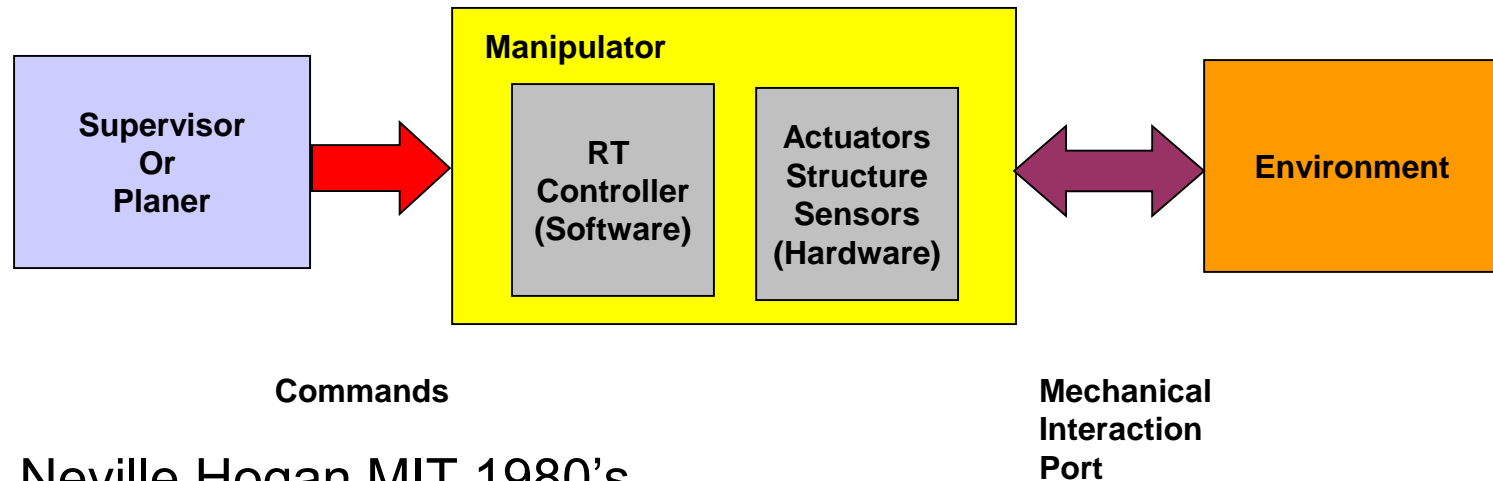 Supervisor
Or
Planer
Manipulator
RT
Controller
(Software)
Actuators
Structure
Sensors
(Hardware)
Environment
Commands
Mechanical
Interaction
Port
Neville Hogan MIT 1980's